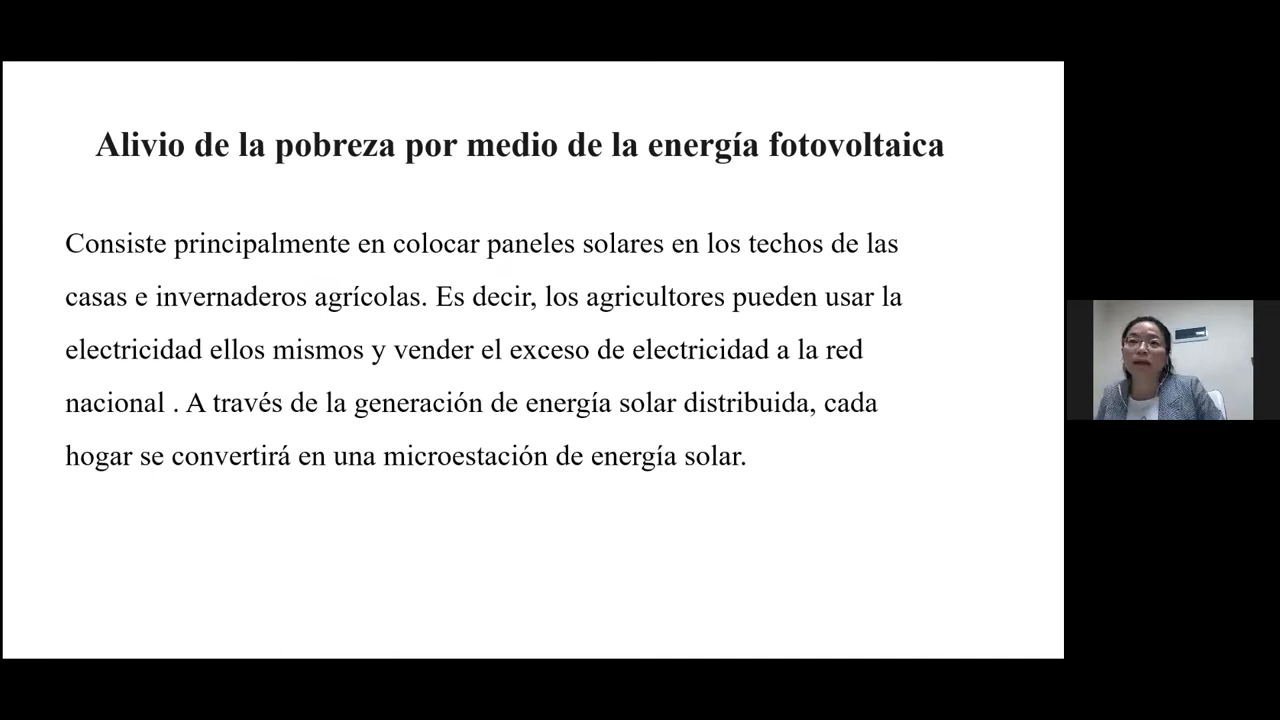 Alivio de la pobreza por medio de la energía fotovoltaica
Consiste principalmente en colocar paneles solares en los techos de las
casas e invernaderos agrícolas. Es decir, los agricultores pueden usar la
electricidad ellos mismos y vender el exceso de electricidad a la red
nacional . A través de la generación de energía solar distribuida, cada
hogar se convertirá en una microestación de energía solar.